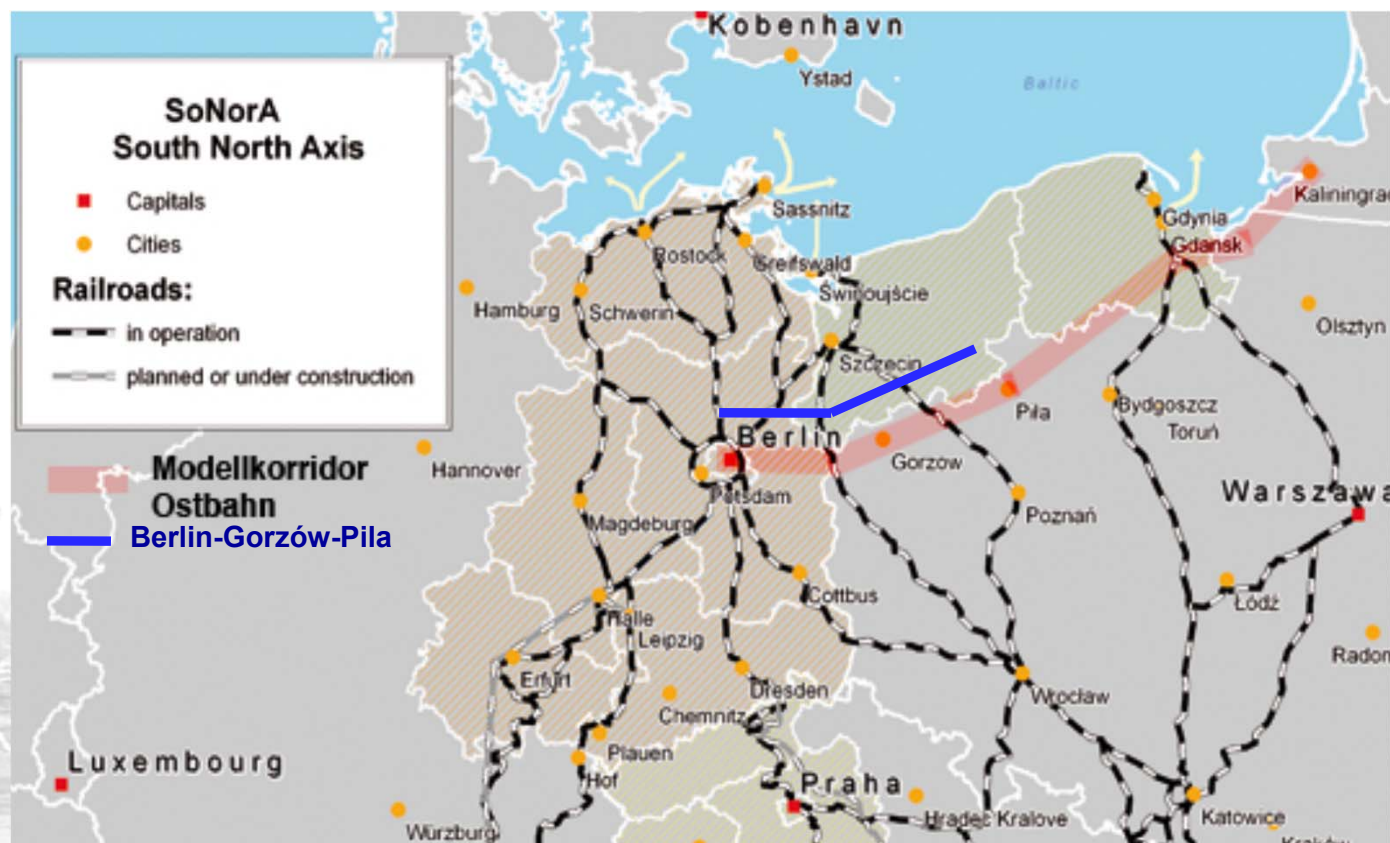 SoNorA
South North Axis
Capitals
Cities
Railroads:
in operation
planned or under construction
Modellkorridor
Ostbahn
Berlin-Gorzów-Pila
Kobenhavn
Ystad
Baltic
Sassnitz
Rostock
Greifswald
Świnoujście
Kaliningrad
Gdynia
Gdańsk
Hamburg
Schwerin
Szczecin
Olsztyn
Piła
Bydgoszcz
Toruń
Berlin
Hannover
Gorzów
Potsdam
Warszawa
Magdeburg
Poznań
Cottbus
Łódź
Halle
Leipzig
Radom
Erfurt
Dresden
Wrocław
Chemnitz
Plauen
Luxembourg
Hof
Praha
Hradec Kralove
Katowice
Würzburg
Kraków